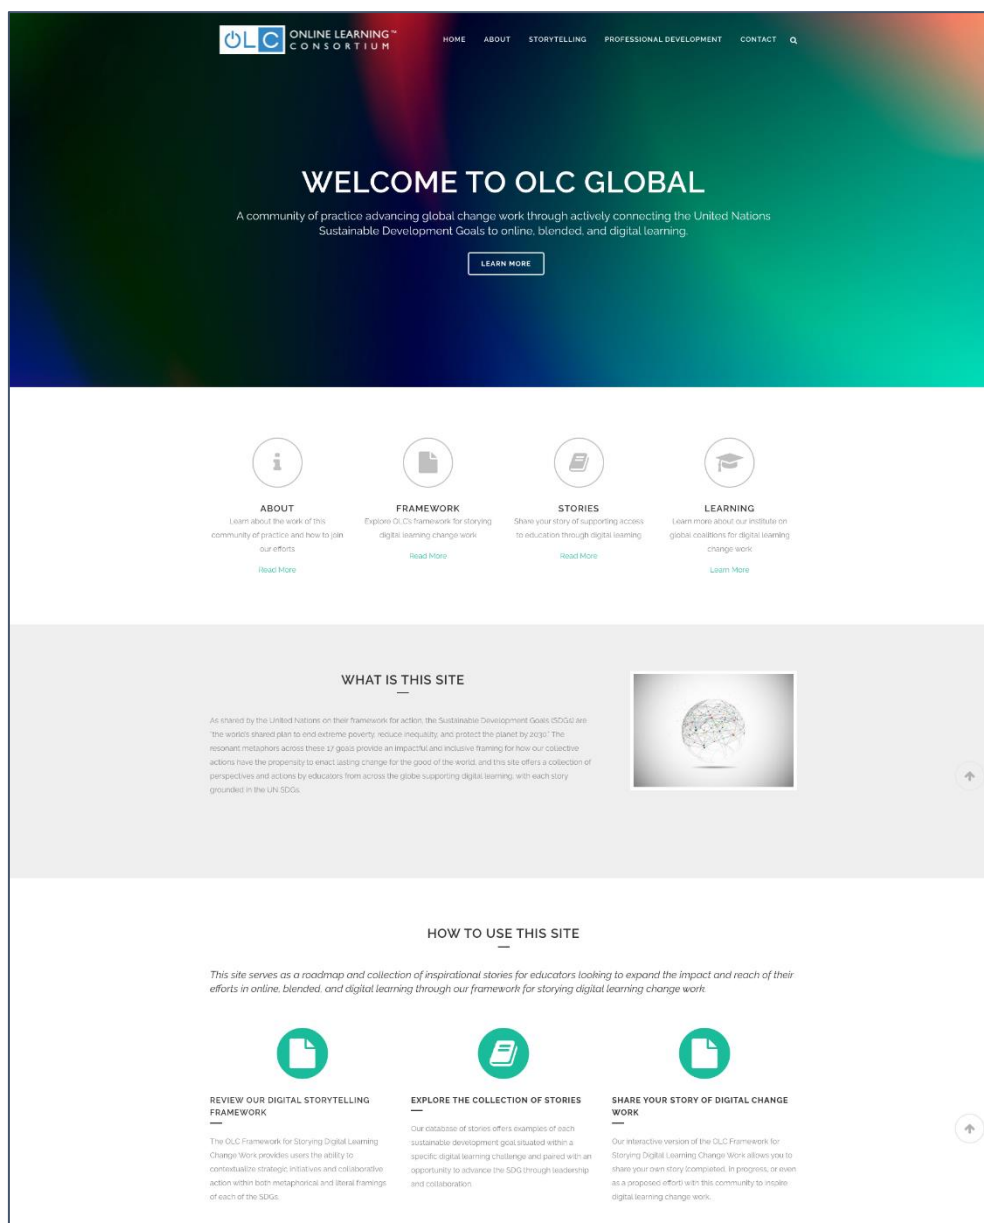 OLC ONLINE LEARNING™
CONSORTIUM
HOME ABOUT STORYTELLING PROFESSIONAL DEVELOPMENT CONTACT
WELCOME TO OLC GLOBAL
A community of practice advancing global change work through actively connecting the United Nations
Sustainable Development Goals to online, blended, and digital learning.
LEARN MORE
ABOUT
Learn about the work of this
community of practice and how to join
our efforts
Read More
FRAMEWORK
Explore OLC's framework for storying
digital learning change work
Read More
STORIES
Share your story of supporting access
to education through digital learning
Read More
LEARNING
Learn more about our institute on
global coalitions for digital learning
change work
Learn More
WHAT IS THIS SITE
As shared by the United Nations on their framework for action, the Sustainable Development Goals (SDGs) are
"the world's shared plan to end extreme poverty, reduce inequality, and protect the planet by 2030." The
resonant metaphors across these 17 goals provide an impactful and inclusive framing for how our collective
actions have the propensity to enact lasting change for the good of the world, and this site offers a collection of
perspectives and actions by educators from across the globe supporting digital learning, with each story
grounded in the UN SDGs.
HOW TO USE THIS SITE
This site serves as a roadmap and collection of inspirational stories for educators looking to expand the impact and reach of their
efforts in online, blended, and digital learning through our framework for storying digital learning change work.
REVIEW OUR DIGITAL STORYTELLING
FRAMEWORK
The OLC Framework for Storying Digital Learning
Change Work provides users the ability to
contextualize strategic initiatives and collaborative
action within both metaphorical and literal framings
of each of the SDGs.
EXPLORE THE COLLECTION OF STORIES
Our database of stories offers examples of each
sustainable development goal situated within a
specific digital learning challenge and paired with an
opportunity to advance the SDG through leadership
and collaboration.
SHARE YOUR STORY OF DIGITAL CHANGE
WORK
Our interactive version of the OLC Framework for
Storying Digital Learning Change Work allows you to
share your own story (completed, in progress, or even
as a proposed effort) with this community to inspire
digital learning change work.